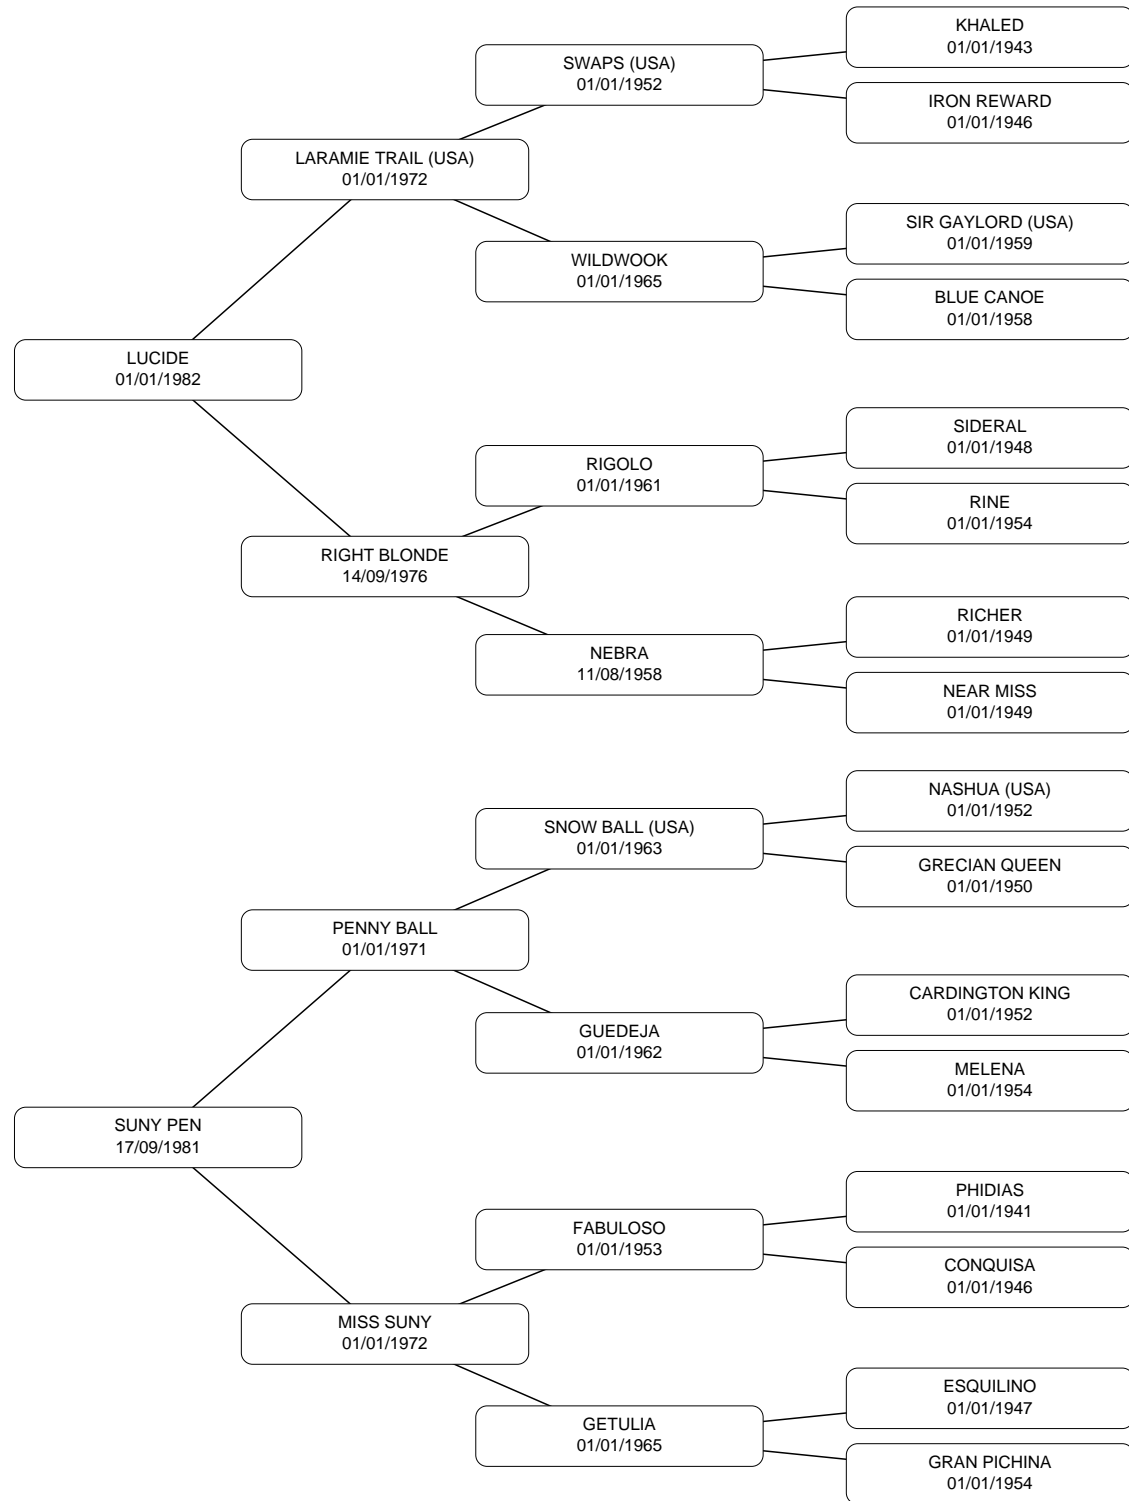 KHALED
01/01/1943
SWAPS (USA)
01/01/1952
IRON REWARD
01/01/1946
LARAMIE TRAIL (USA)
01/01/1972
SIR GAYLORD (USA)
01/01/1959
WILDWOOK
01/01/1965
BLUE CANOE
01/01/1958
LUCIDE
01/01/1982
SIDERAL
01/01/1948
RIGOLO
01/01/1961
RINE
01/01/1954
RIGHT BLONDE
14/09/1976
RICHER
01/01/1949
NEBRA
11/08/1958
NEAR MISS
01/01/1949
NASHUA (USA)
01/01/1952
SNOW BALL (USA)
01/01/1963
GRECIAN QUEEN
01/01/1950
PENNY BALL
01/01/1971
CARDINGTON KING
01/01/1952
GUEDEJA
01/01/1962
MELENA
01/01/1954
SUNY PEN
17/09/1981
PHIDIAS
01/01/1941
FABULOSO
01/01/1953
CONQUISA
01/01/1946
MISS SUNY
01/01/1972
ESQUILINO
01/01/1947
GETULIA
01/01/1965
GRAN PICHINA
01/01/1954